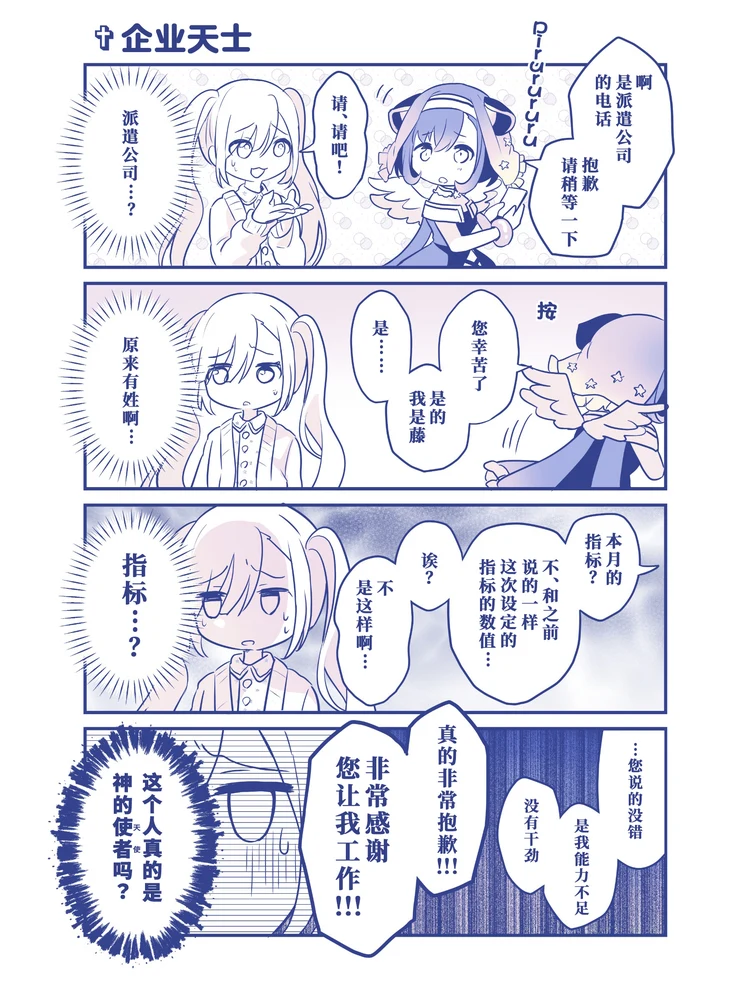 ✞企业天士
pirurururu
啊
是派遣公司
的电话
抱歉
请稍等一下
请、请吧！
派遣公司…？
按
您幸苦了
是的
我是藤
是……
原来有姓啊…
本月的
指标？
不、和之前
说的一样
这次设定的
指标的数值…
诶？
不
是这样啊…
指标…？
…您说的没错
是我能力不足
没有干劲
真的非常抱歉!!!
非常感谢
您让我工作!!!
这个人真的是
神的使者吗？
天使